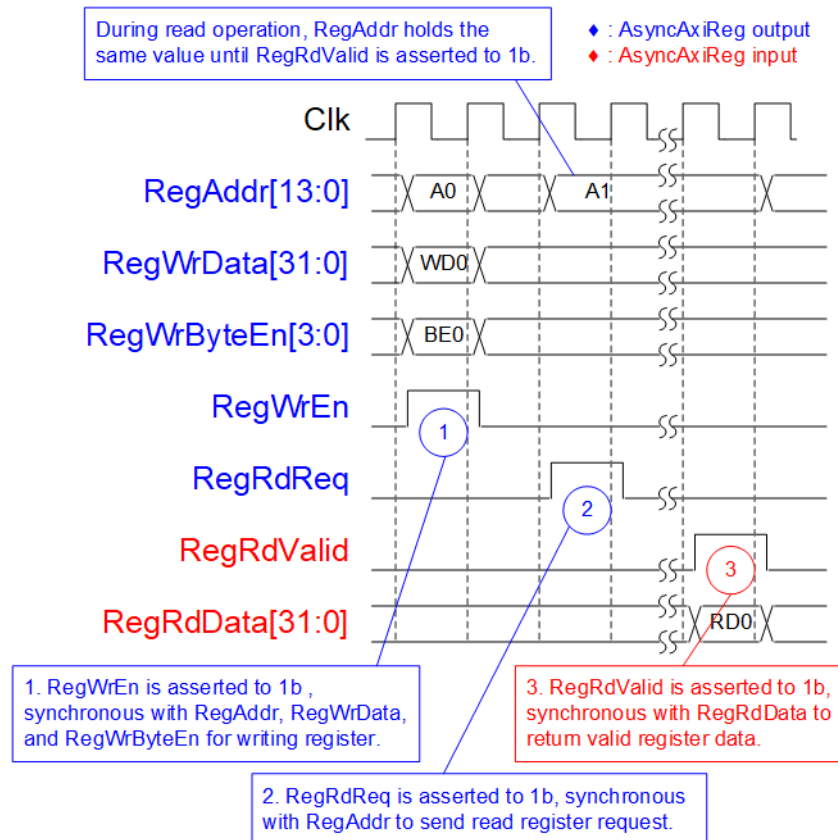 During read operation, RegAddr holds the
same value until RegRdValid is asserted to 1b.
♦ : AsyncAxiReg output
♦ : AsyncAxiReg input
Clk
RegAddr[13:0]
A0
A1
RegWrData[31:0]
WD0
RegWrByteEn[3:0]
BE0
RegWrEn
1
RegRdReq
2
RegRdValid
3
RegRdData[31:0]
RD0
1. RegWrEn is asserted to 1b ,
synchronous with RegAddr, RegWrData,
and RegWrByteEn for writing register.
3. RegRdValid is asserted to 1b,
synchronous with RegRdData to
return valid register data.
2. RegRdReq is asserted to 1b, synchronous
with RegAddr to send read register request.